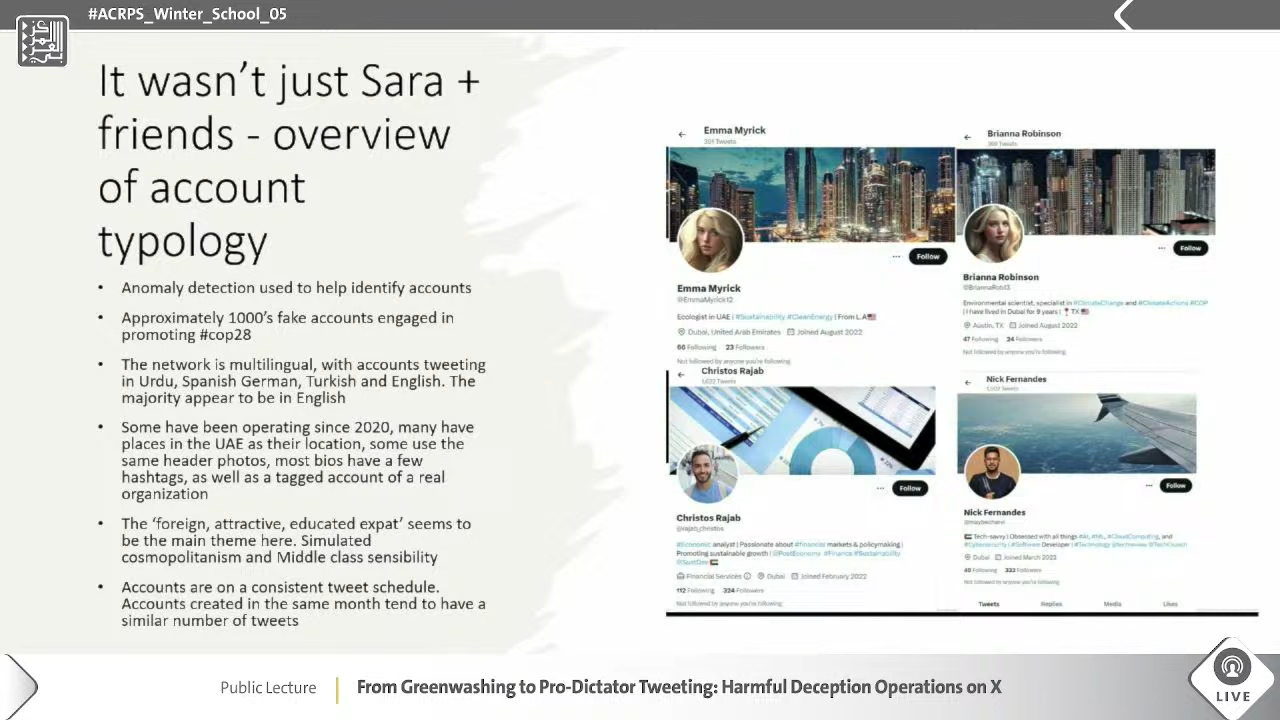 #ACRPS_Winter_School_05
It wasn't just Sara +
friends - overview
of account
typology
• Anomaly detection used to help identify accounts
• Approximately 1000's fake accounts engaged in
promoting #cop28
• The network is multilingual, with accounts tweeting
in Urdu, Spanish German, Turkish and English. The
majority appear to be in English
• Some have been operating since 2020, many have
places in the UAE as their location, some use the
same header photos, most bios have a few
hashtags, as well as a tagged account of a real
organization
• The 'foreign, attractive, educated expat' seems to
be the main theme here. Simulated
cosmopolitanism and climate sensibility
• Accounts are on a consistent schedule.
Accounts created in the same month tend to have a
similar number of tweets
Emma Myrick
391 Tweets
Follow
Emma Myrick
@EmmaMyrick12
Ecologist in UAE | #Sustainability #CleanEnergy | From L.A
Dubai, United Arab Emirates Joined August 2022
66 Following 23 Followers
Not followed by anyone you're following
Brianna Robinson
Tweets
Follow
Brianna Robinson
@BriannaRob13
Environmental scientist, specialist in #ClimateChange and #ClimateActions #COP
| I have lived in Dubai for 9 years | TX
Austin, TX Joined August 2022
47 Following 34 Followers
Not followed by anyone you're following
Christos Rajab
1,622 Tweets
Follow
Christos Rajab
@rajab_christos
#Economic analyst | Passionate about #financial markets & policymaking |
Promoting sustainable growth | @PostEconomy #Finance #Sustainability
@SustDev
Financial Services Dubai Joined February 2022
112 Following 324 Followers
Not followed by anyone you're following
Nick Fernandes
Tweets
Follow
Nick Fernandes
Tech-savvy | Obsessed with all things #AI, #ML, #CloudComputing, and
#Cybersecurity | #Software Developer | #Technology @techreview @TechCrunch
Dubai Joined March 2023
Following 333 Followers
Not followed by anyone you're following
Tweets Replies Media Likes
Public Lecture From Greenwashing to Pro-Dictator Tweeting: Harmful Deception Operations on X
LIVE